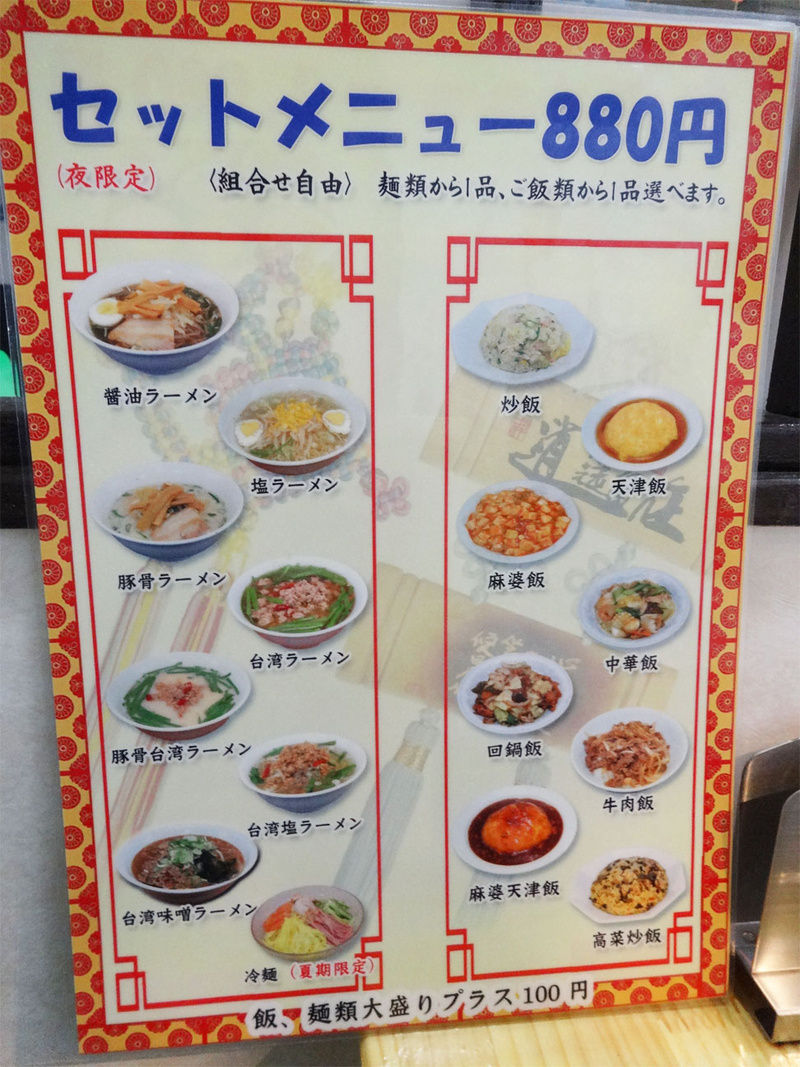 セットメニュー880円
(夜限定) 〈組合せ自由〉 麺類から1品、ご飯類から1品選べます。
醤油ラーメン
塩ラーメン
豚骨ラーメン
台湾ラーメン
豚骨台湾ラーメン
台湾塩ラーメン
台湾味噌ラーメン
冷麺 (夏期限定)
炒飯
天津飯
麻婆飯
中華飯
回鍋飯
牛肉飯
麻婆天津飯
高菜炒飯
飯、麺類大盛りプラス100円